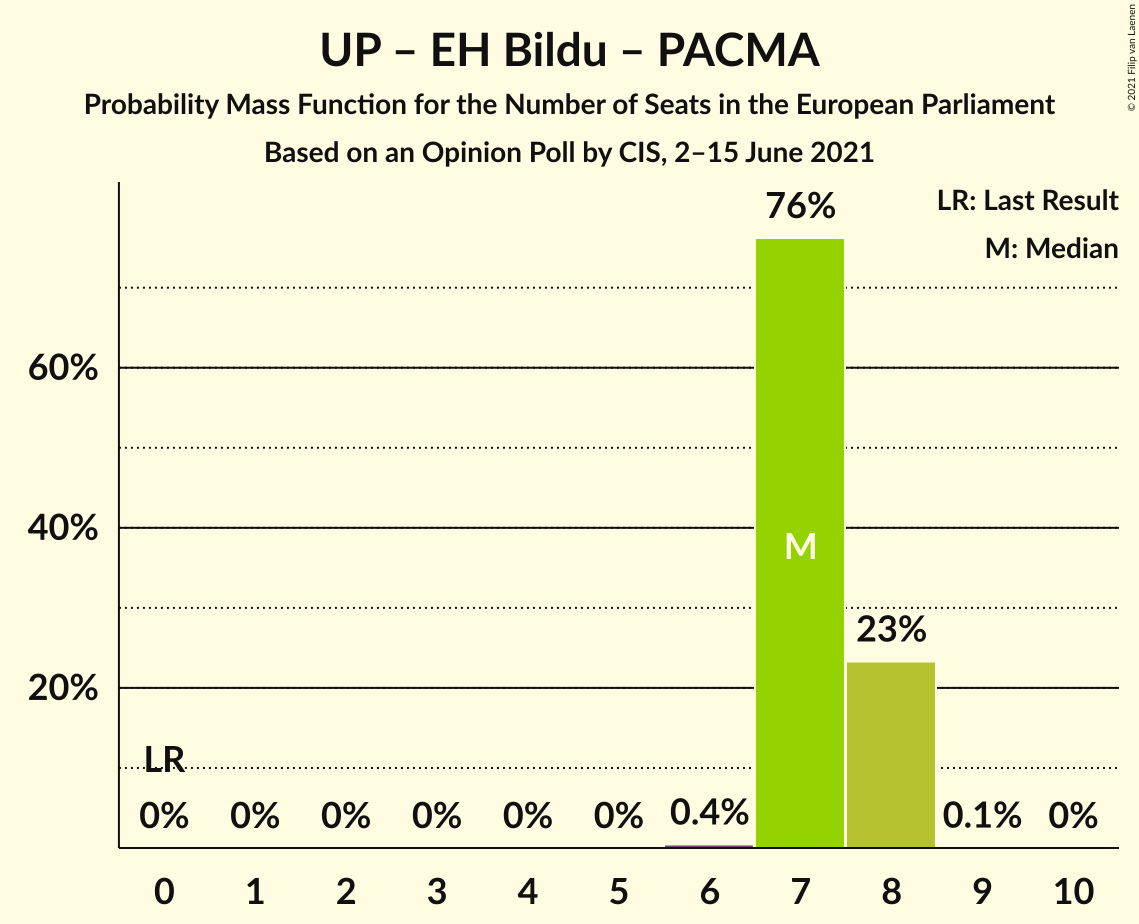 UP – EH Bildu – PACMA
Probability Mass Function for the Number of Seats in the European Parliament
Based on an Opinion Poll by CIS, 2–15 June 2021
© 2021 Filip van Laenen
LR: Last Result
M: Median
76%
60%
40%
M
23%
20%
LR
0% 0% 0% 0% 0% 0% 0.4% 0.1% 0%
0 1 2 3 4 5 6 7 8 9 10